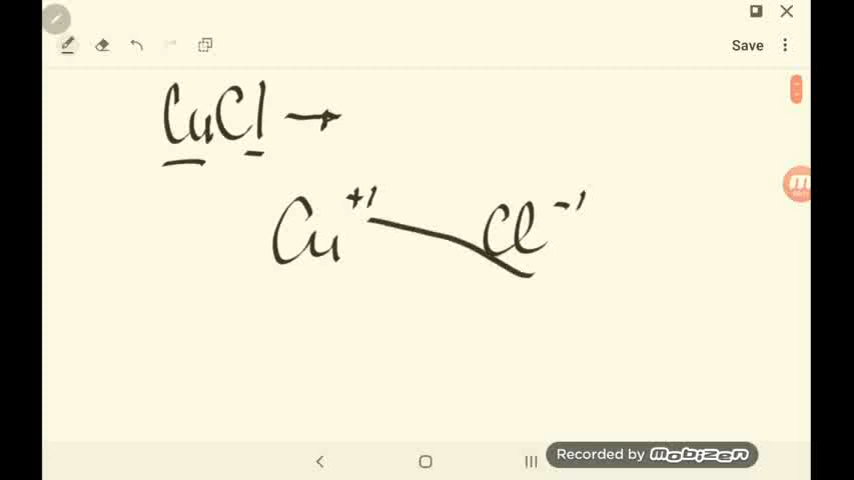 Save
CuCl →
Cu +1 Cl -1
Recorded by MOBIZEN